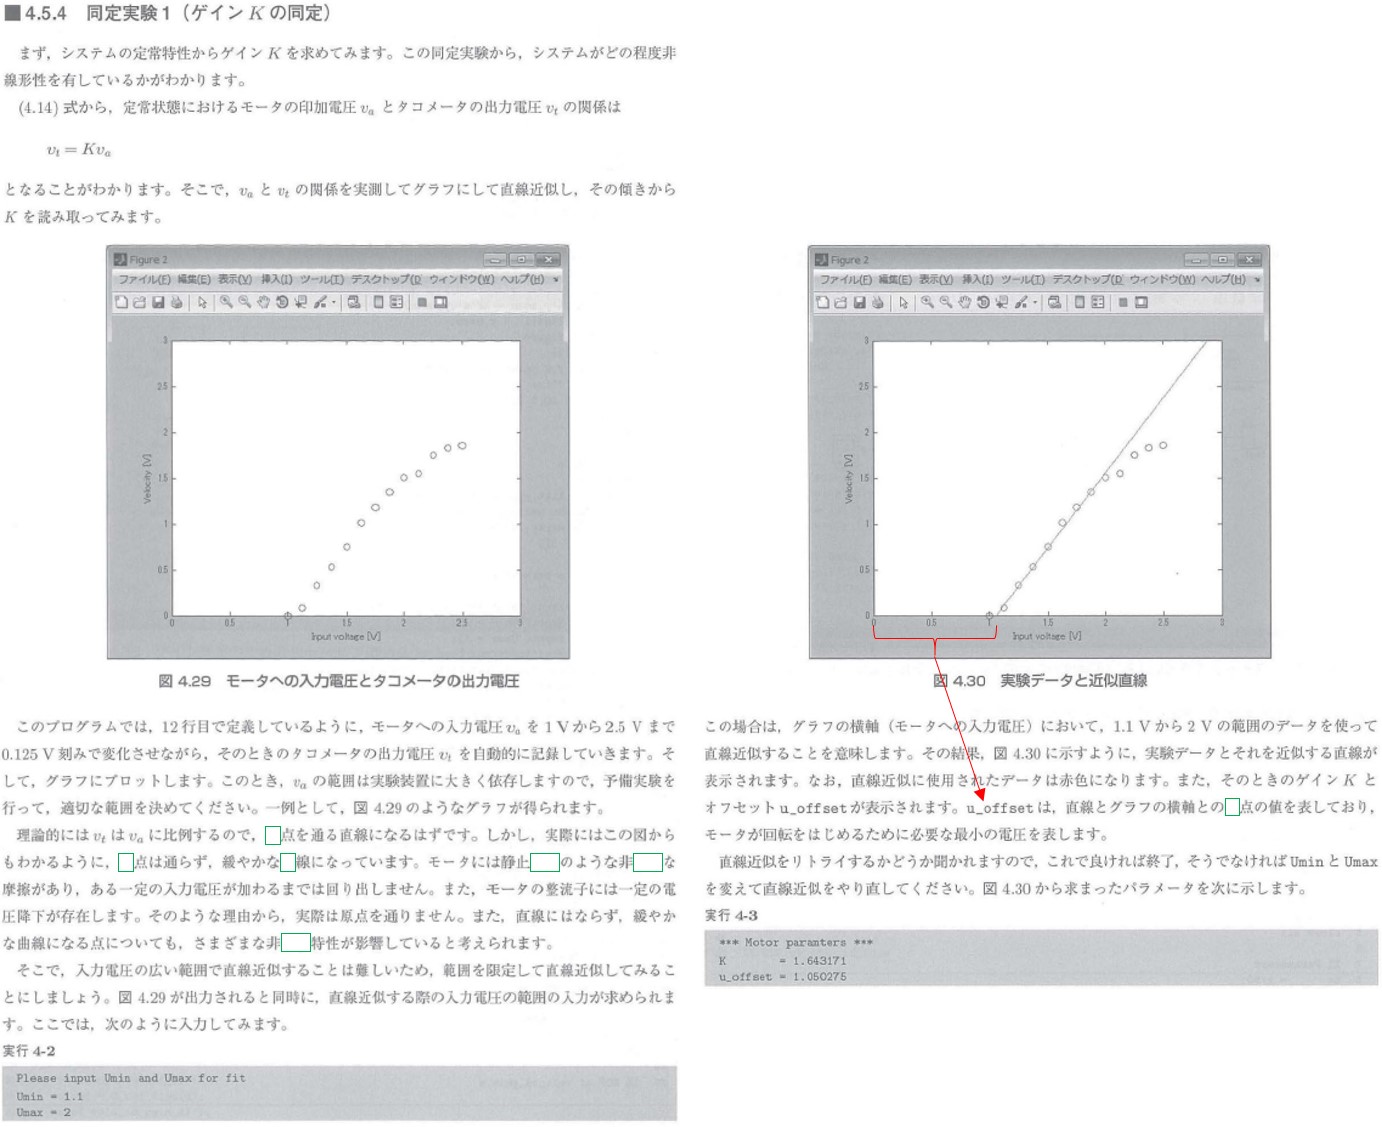 ■ 4.5.4 同定実験1（ゲイン K の同定）
まず，システムの定常特性からゲイン K を求めてみます。この同定実験から，システムがどの程度非
線形性を有しているかがわかります。
(4.14) 式から，定常状態におけるモータの印加電圧 va とタコメータの出力電圧 vt の関係は
vt = Kva
となることがわかります。そこで，va と vt の関係を実測してグラフにして直線近似し，その傾きから
K を読み取ってみます。
Figure 2
ファイル(F) 編集(E) 表示(V) 挿入(I) ツール(T) デスクトップ(D) ウィンドウ(W) ヘルプ(H)
3
2.5
2
1.5
1
0.5
0
Velocity [V]
0 0.5 1 1.5 2 2.5 3
Input voltage [V]
図 4.29 モータへの入力電圧とタコメータの出力電圧
このプログラムでは，12行目で定義しているように，モータへの入力電圧 va を 1 V から 2.5 V まで
0.125 V 刻みで変化させながら，そのときのタコメータの出力電圧 vt を自動的に記録していきます。そ
して，グラフにプロットします。このとき，va の範囲は実験装置に大きく依存しますので，予備実験を
行って，適切な範囲を決めてください。一例として，図 4.29 のようなグラフが得られます。
理論的には vt は va に比例するので，点を通る直線になるはずです。しかし，実際にはこの図から
もわかるように，点は通らず，緩やかな線になっています。モータには静止のような非な
摩擦があり，ある一定の入力電圧が加わるまでは回り出しません。また，モータの整流子には一定の電
圧降下が存在します。そのような理由から，実際は原点を通りません。また，直線にはならず，緩やか
な曲線になる点についても，さまざまな非特性が影響していると考えられます。
そこで，入力電圧の広い範囲で直線近似することは難しいため，範囲を限定して直線近似してみるこ
とにしましょう。図 4.29 が出力されると同時に，直線近似する際の入力電圧の範囲の入力が求められま
す。ここでは，次のように入力してみます。
実行 4-2
Please input Umin and Umax for fit
Umin = 1.1
Umax = 2
Figure 2
ファイル(F) 編集(E) 表示(V) 挿入(I) ツール(T) デスクトップ(D) ウィンドウ(W) ヘルプ(H)
3
2.5
2
1.5
1
0.5
0
Velocity [V]
0 0.5 1 1.5 2 2.5 3
Input voltage [V]
図 4.30 実験データと近似直線
この場合は，グラフの横軸（モータへの入力電圧）において，1.1 V から 2 V の範囲のデータを使って
直線近似することを意味します。その結果，図 4.30 に示すように，実験データとそれを近似する直線が
表示されます。なお，直線近似に使用されたデータは赤色になります。また，そのときのゲイン K と
オフセット u_offset が表示されます。u_offset は，直線とグラフの横軸との点の値を表しており，
モータが回転をはじめるために必要な最小の電圧を表します。
直線近似をリトライするかどうか聞かれますので，これで良ければ終了，そうでなければ Umin と Umax
を変えて直線近似をやり直してください。図 4.30 から求まったパラメータを次に示します。
実行 4-3
*** Motor paramters ***
K = 1.643171
u_offset = 1.050275